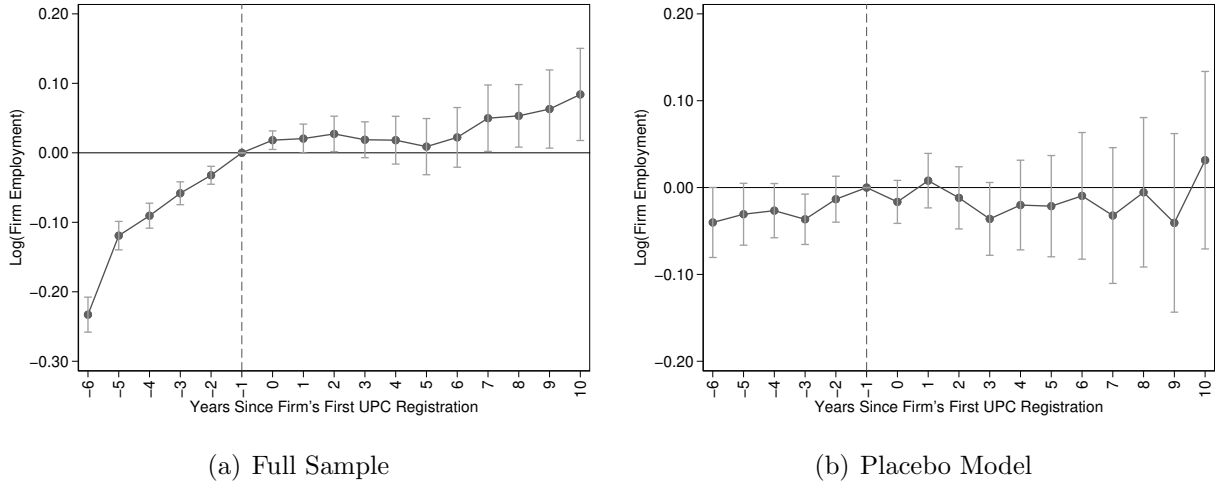 0.20
0.10
0.00
−0.10
−0.20
−0.30
Log(Firm Employment)
−6 −5 −4 −3 −2 −1 0 1 2 3 4 5 6 7 8 9 10
Years Since Firm's First UPC Registration
(a) Full Sample
0.20
0.10
0.00
−0.10
−0.20
Log(Firm Employment)
−6 −5 −4 −3 −2 −1 0 1 2 3 4 5 6 7 8 9 10
Years Since Firm's First UPC Registration
(b) Placebo Model